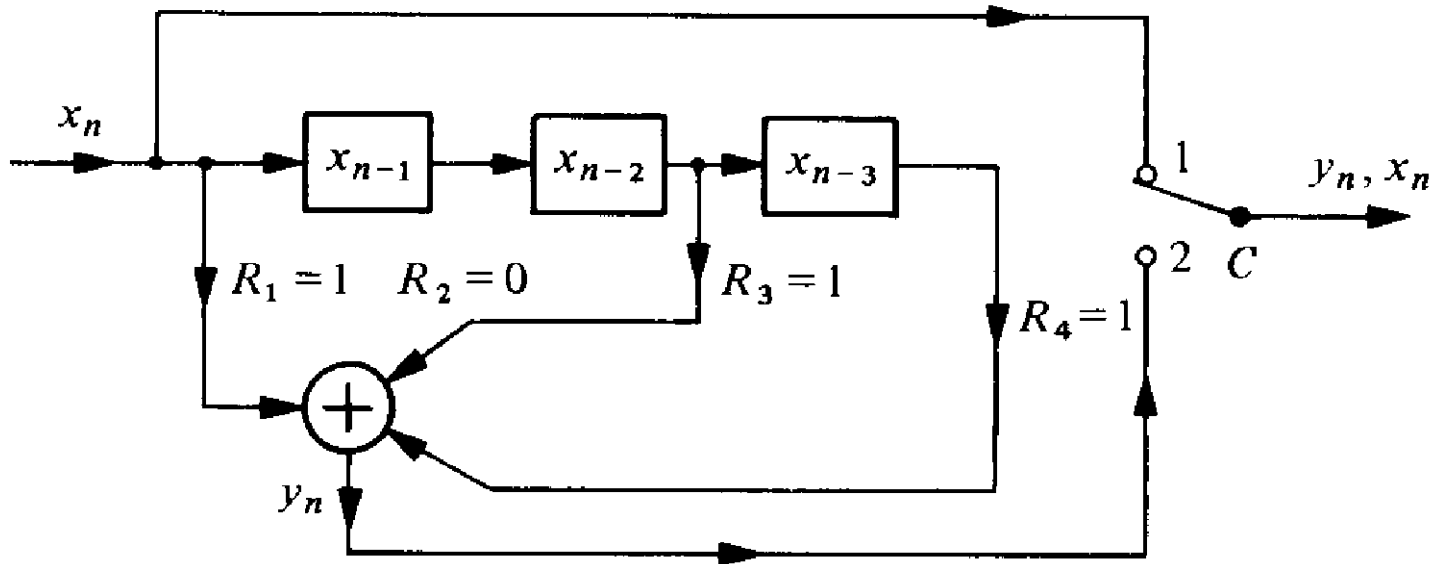 x_n
x_{n-1}
x_{n-2}
x_{n-3}
1
y_n, x_n
2
C
R_1 = 1
R_2 = 0
R_3 = 1
R_4 = 1
+
y_n